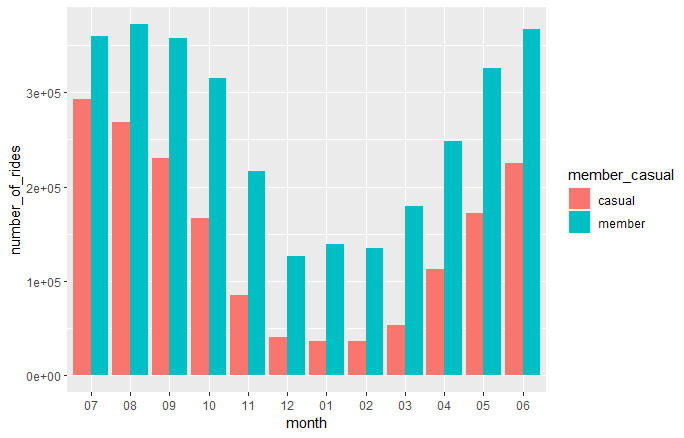 number_of_rides
3e+05
2e+05
1e+05
0e+00
07 08 09 10 11 12 01 02 03 04 05 06
month
member_casual
casual
member